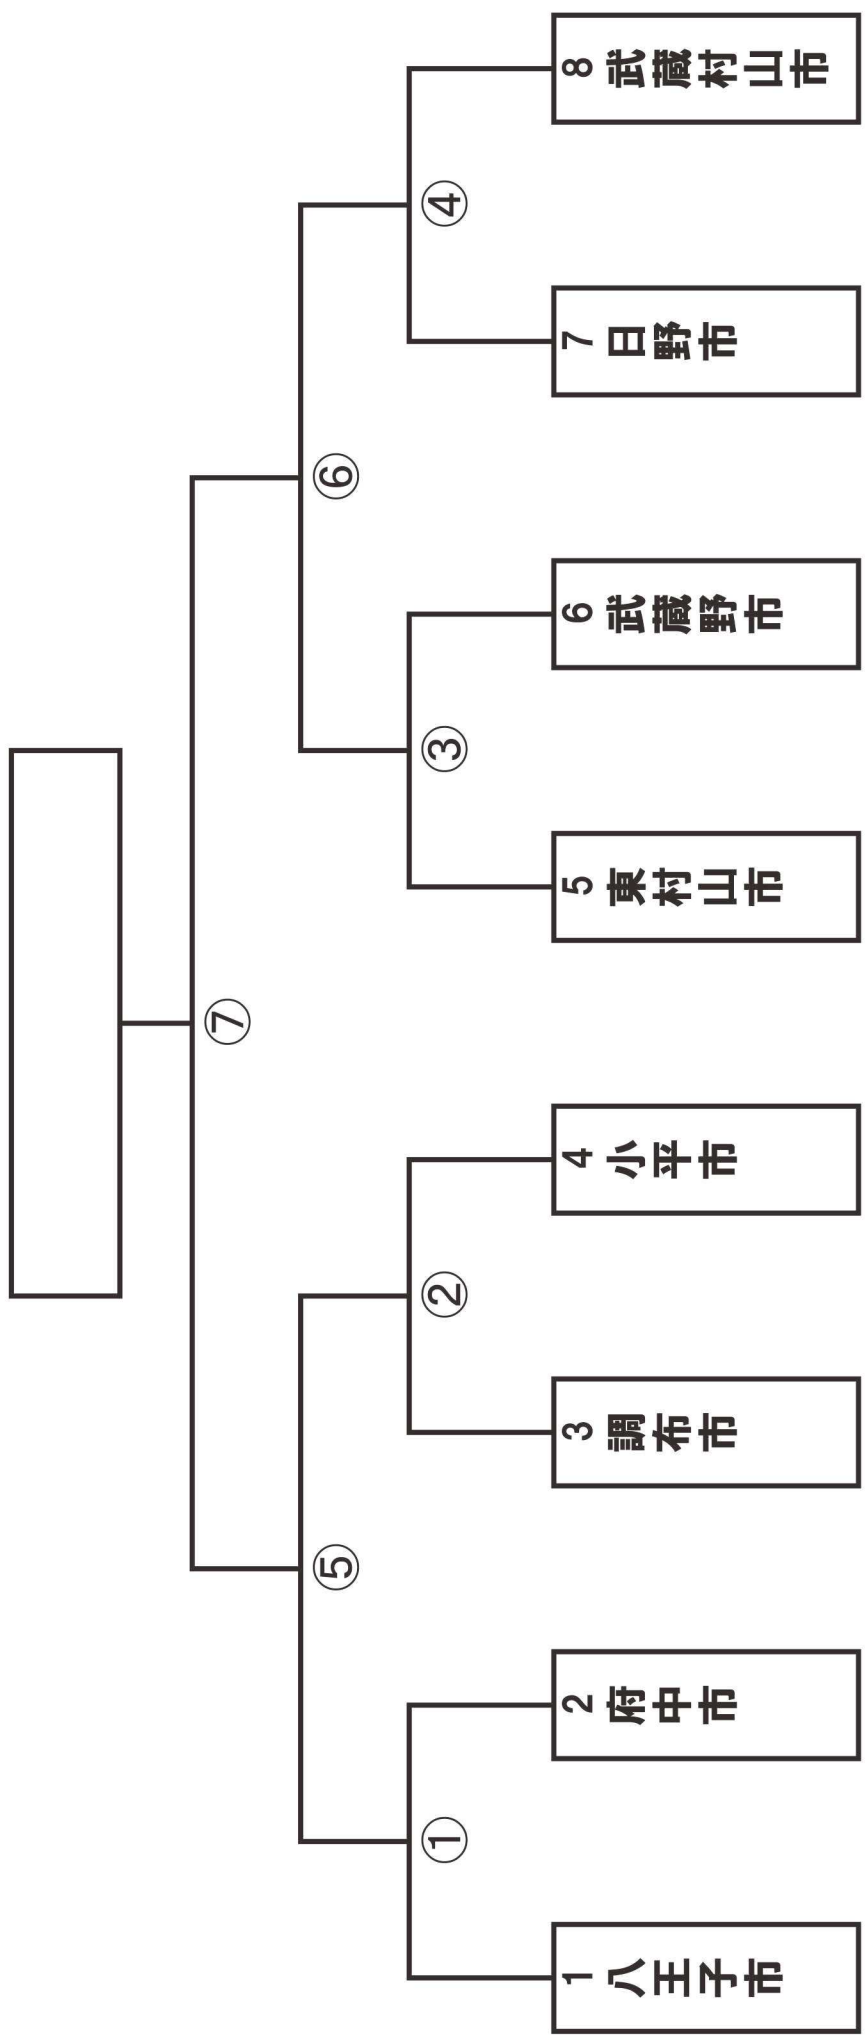 ⑦
⑤
⑥
①
②
③
④
1 八王子市
2 府中市
3 調布市
4 小平市
5 東村山市
6 武蔵野市
7 日野市
8 武蔵村山市